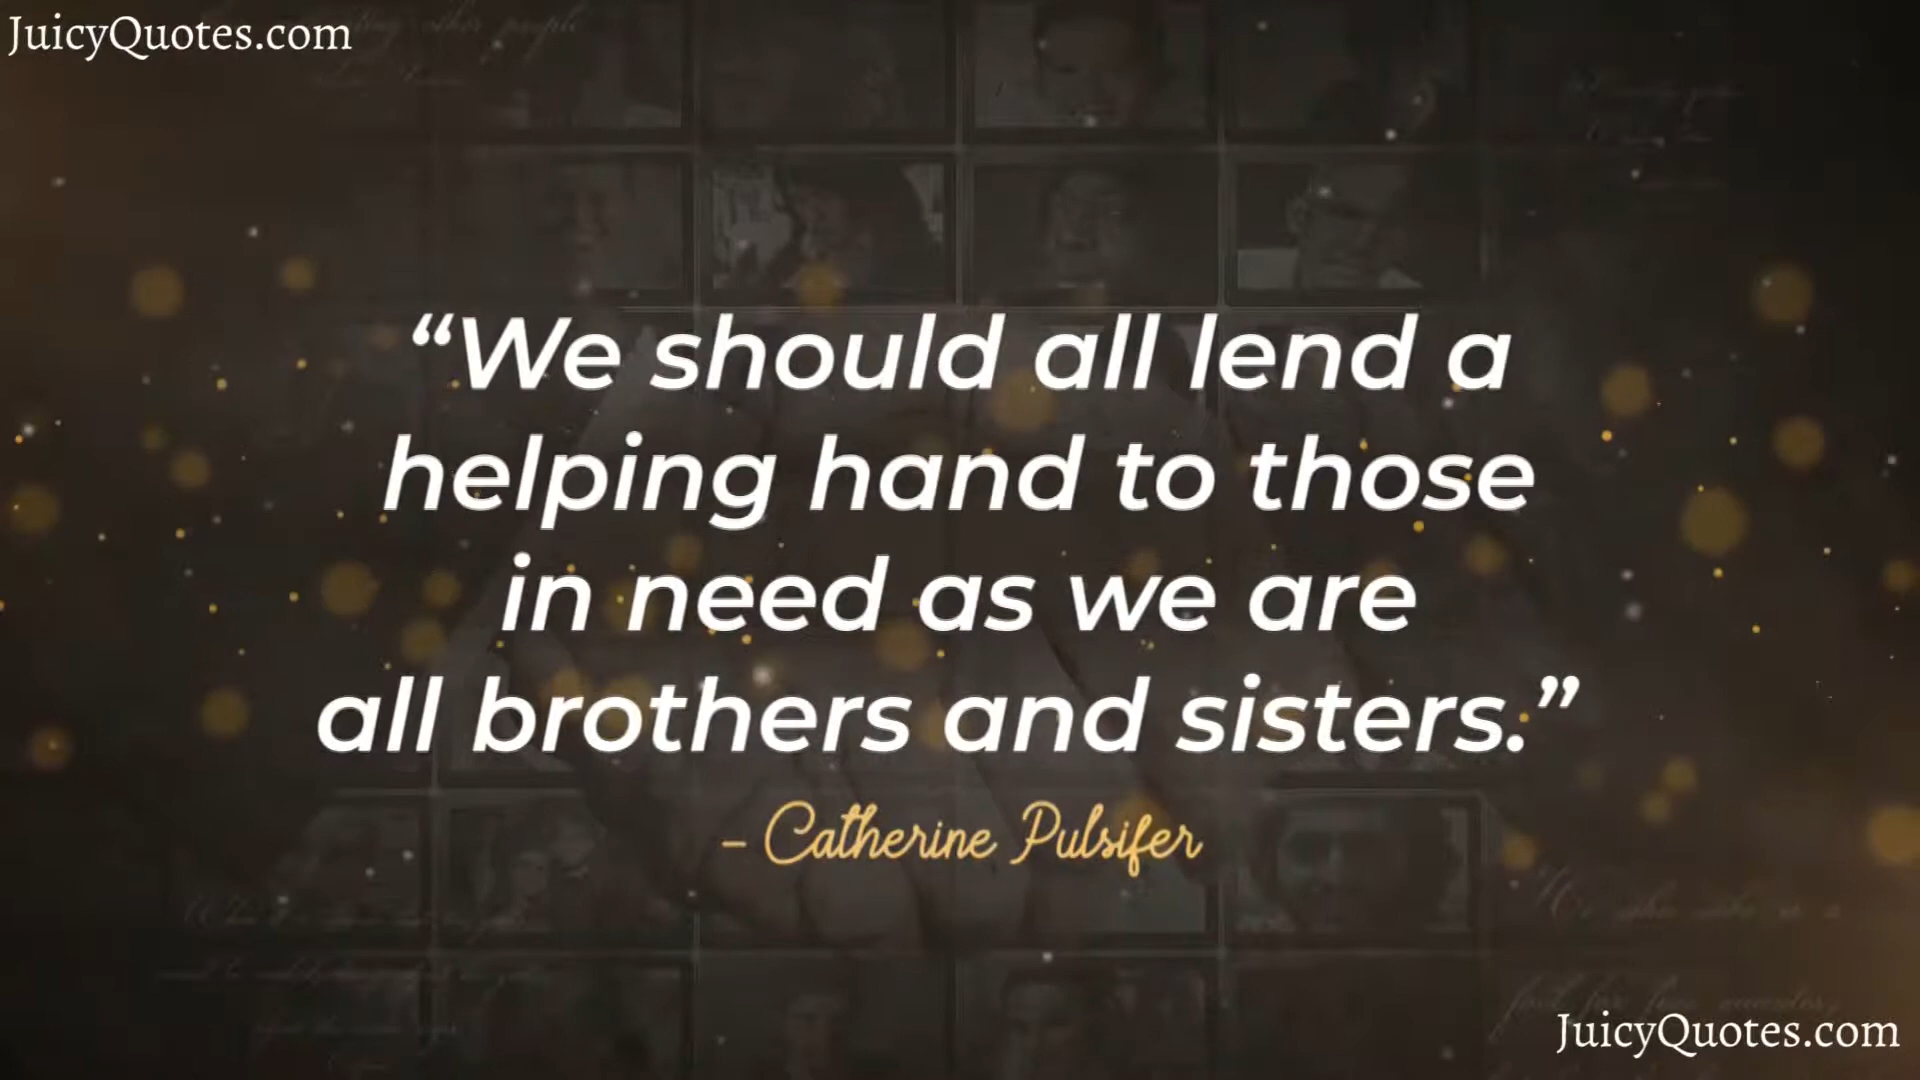 JuicyQuotes.com
“We should all lend a
helping hand to those
in need as we are
all brothers and sisters.”
– Catherine Pulsifer
JuicyQuotes.com